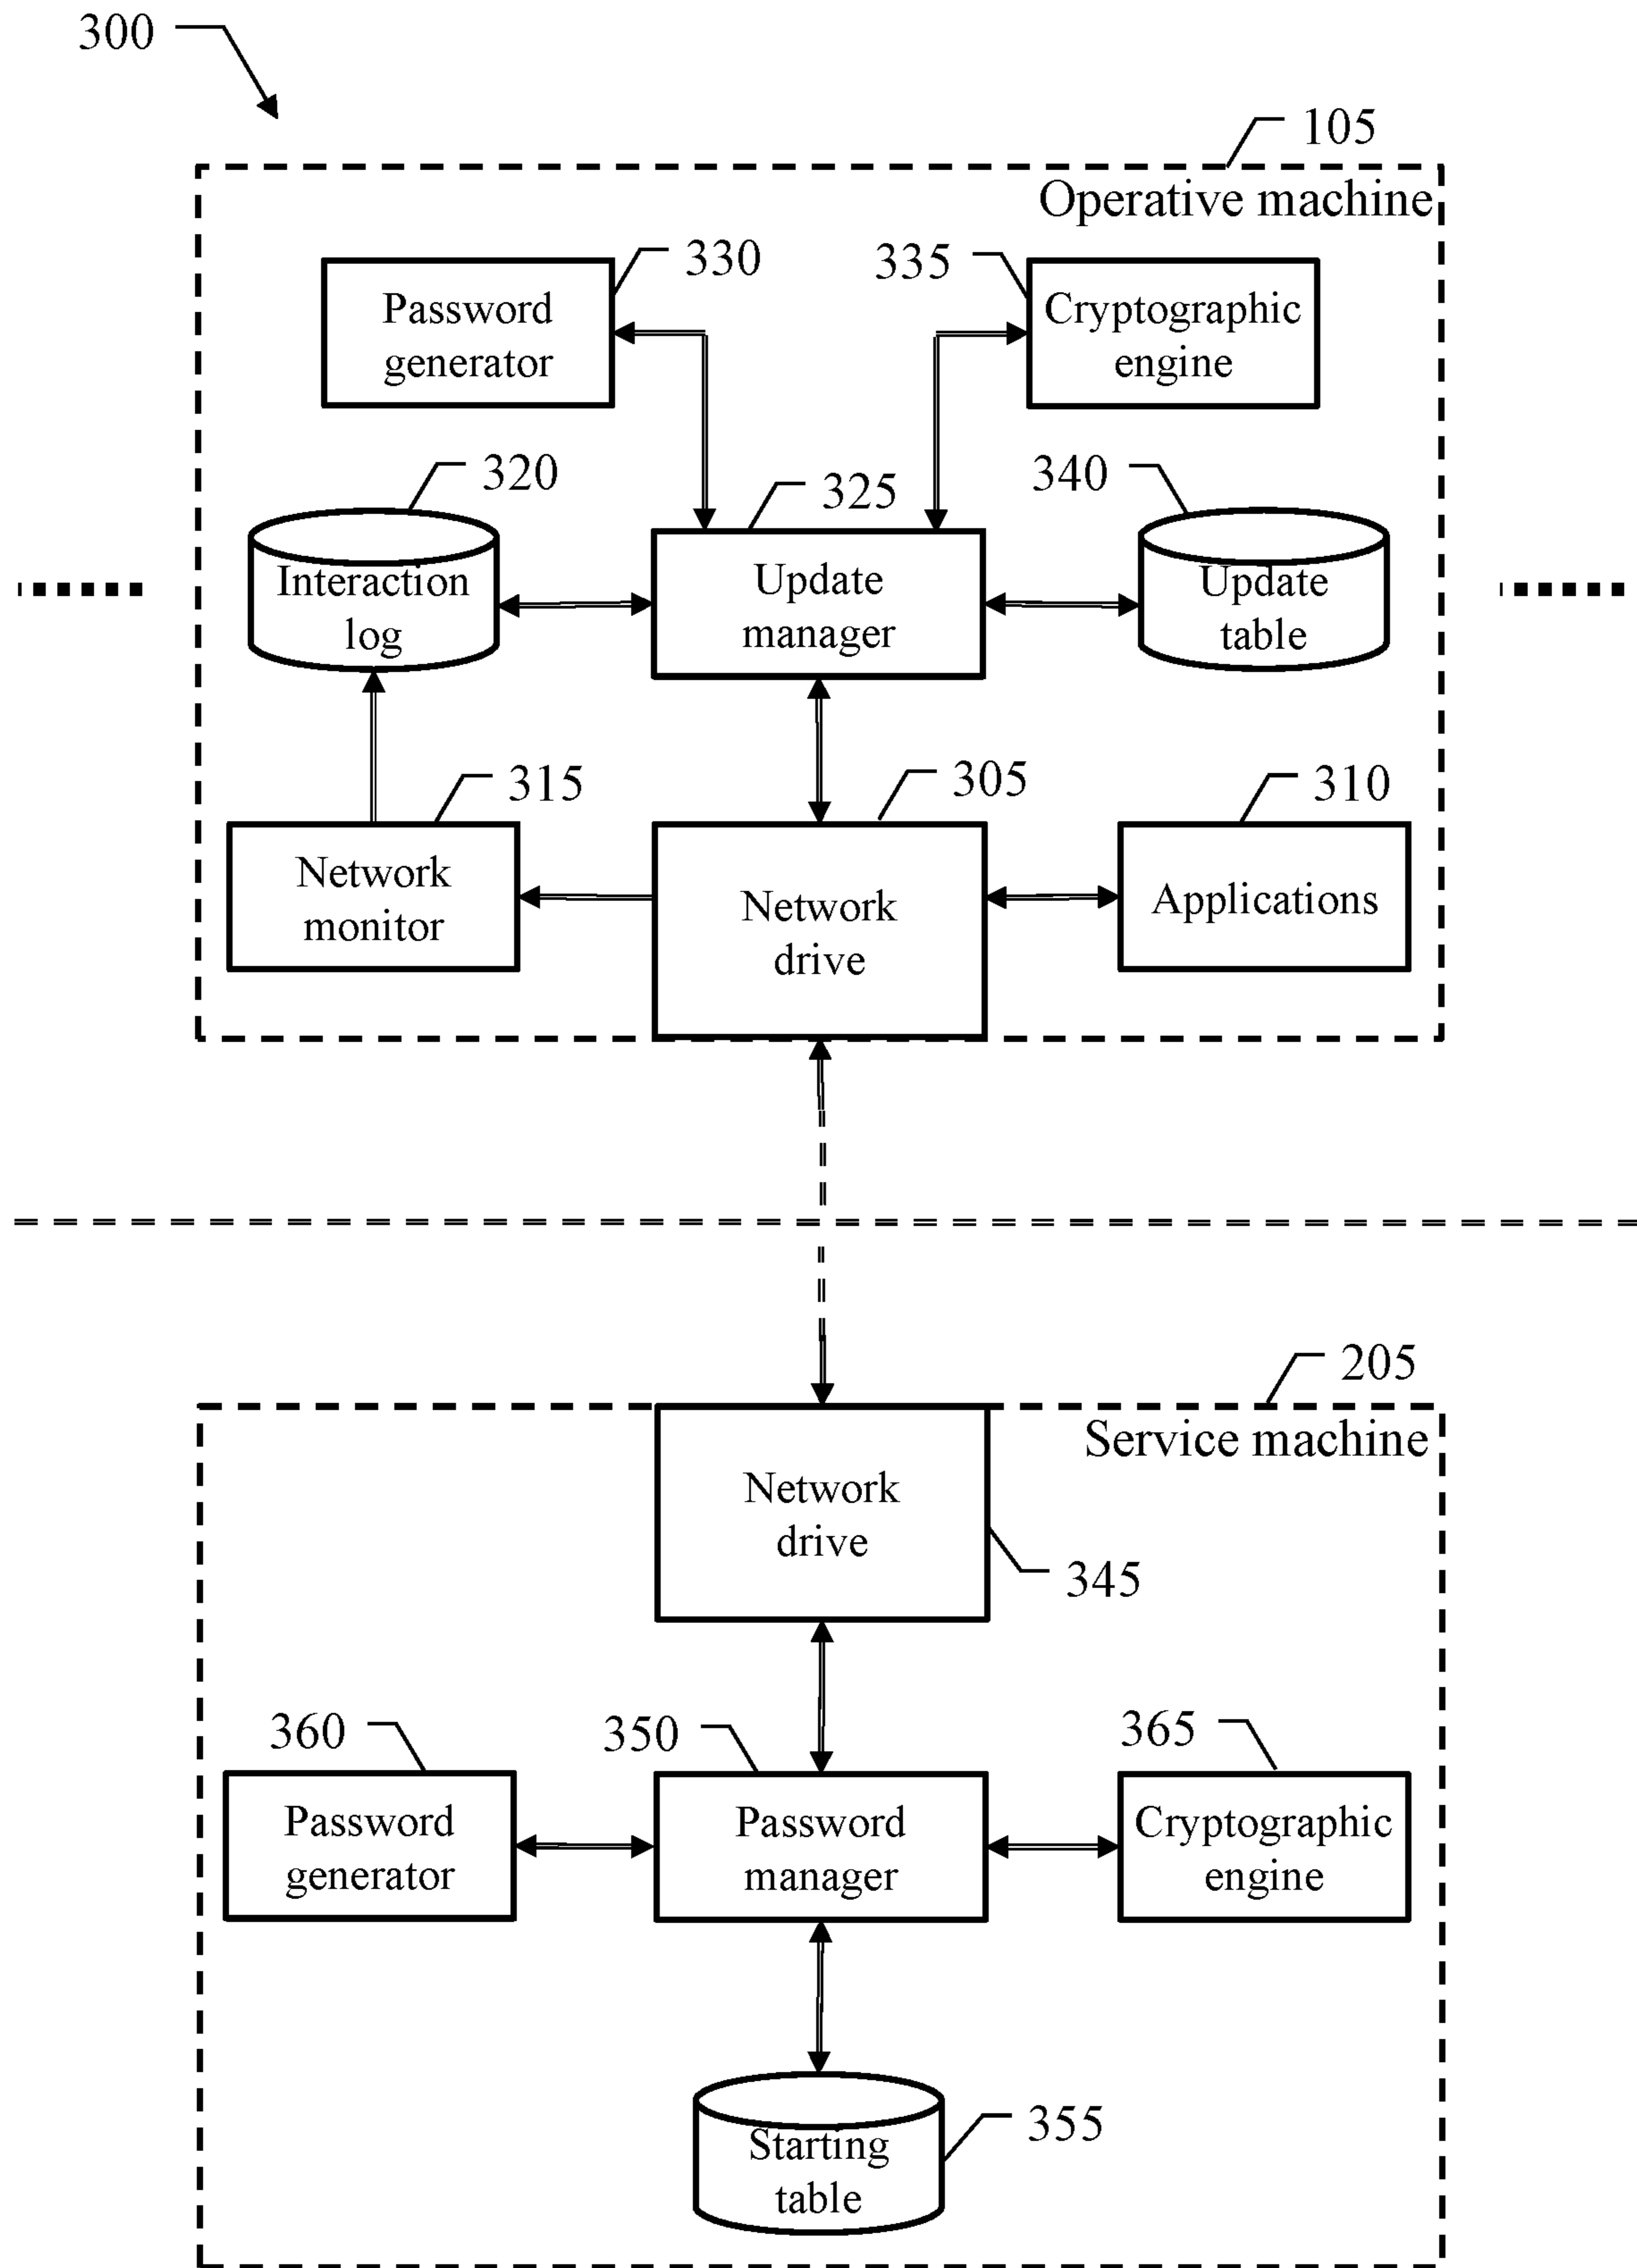 300
105
Operative machine
330
335
Password
generator
Cryptographic
engine
320
325
340
Interaction
log
Update
manager
Update
table
315
305
310
Network
monitor
Network
drive
Applications
205
Service machine
Network
drive
345
360
350
365
Password
generator
Password
manager
Cryptographic
engine
Starting
table
355